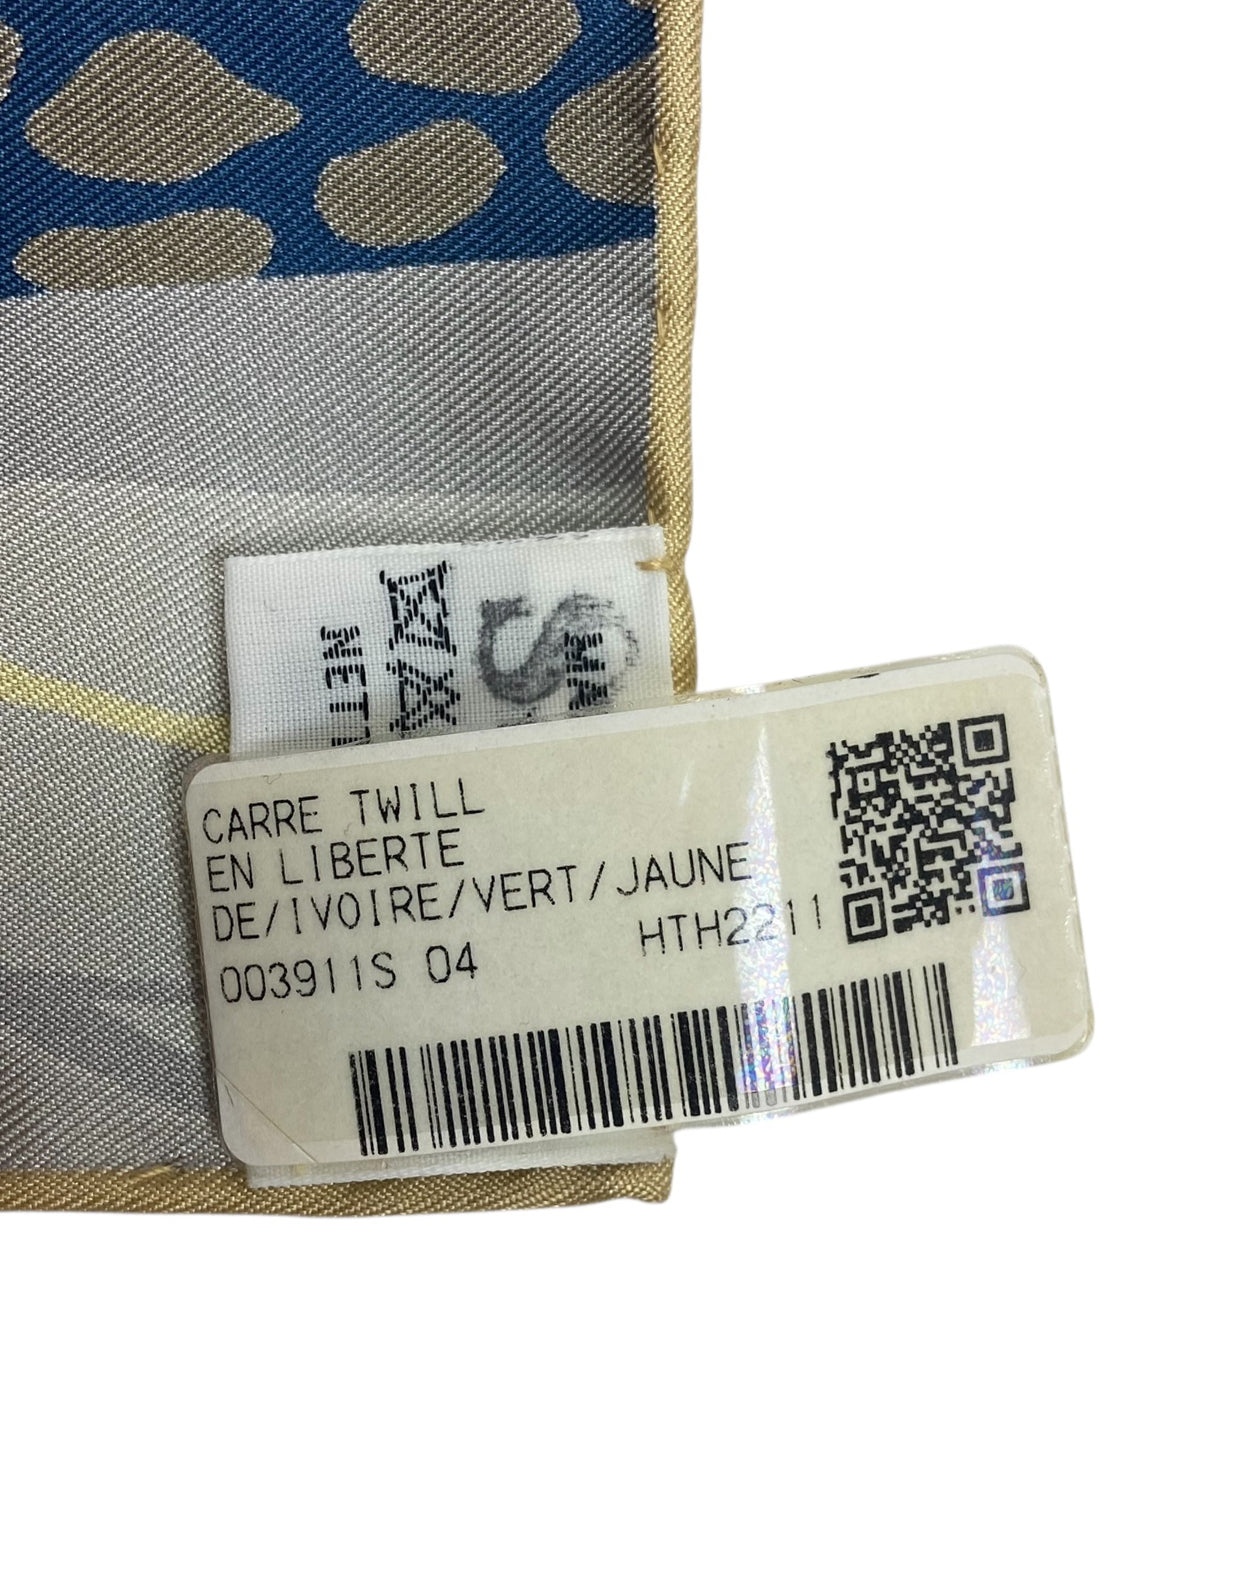 CARRE TWILL
EN LIBERTE
DE/IVOIRE/VERT/JAUNE
003911S 04 HTH2211
S